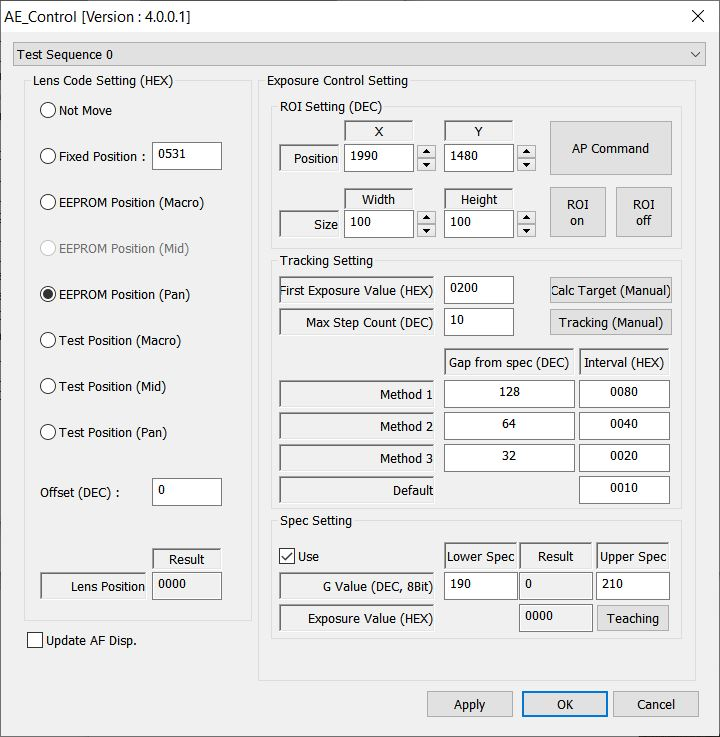 AE_Control [Version : 4.0.0.1]
Test Sequence 0
Lens Code Setting (HEX)
Not Move
Fixed Position : 0531
EEPROM Position (Macro)
EEPROM Position (Mid)
EEPROM Position (Pan)
Test Position (Macro)
Test Position (Mid)
Test Position (Pan)
Offset (DEC) : 0
Result
Lens Position 0000
Update AF Disp.
Exposure Control Setting
ROI Setting (DEC)
X Y
Position 1990 1480
AP Command
Width Height
Size 100 100
ROI on
ROI off
Tracking Setting
First Exposure Value (HEX) 0200 Calc Target (Manual)
Max Step Count (DEC) 10 Tracking (Manual)
Gap from spec (DEC) Interval (HEX)
Method 1 128 0080
Method 2 64 0040
Method 3 32 0020
Default 0010
Spec Setting
Use Lower Spec Result Upper Spec
G Value (DEC, 8Bit) 190 0 210
Exposure Value (HEX) 0000 Teaching
Apply OK Cancel